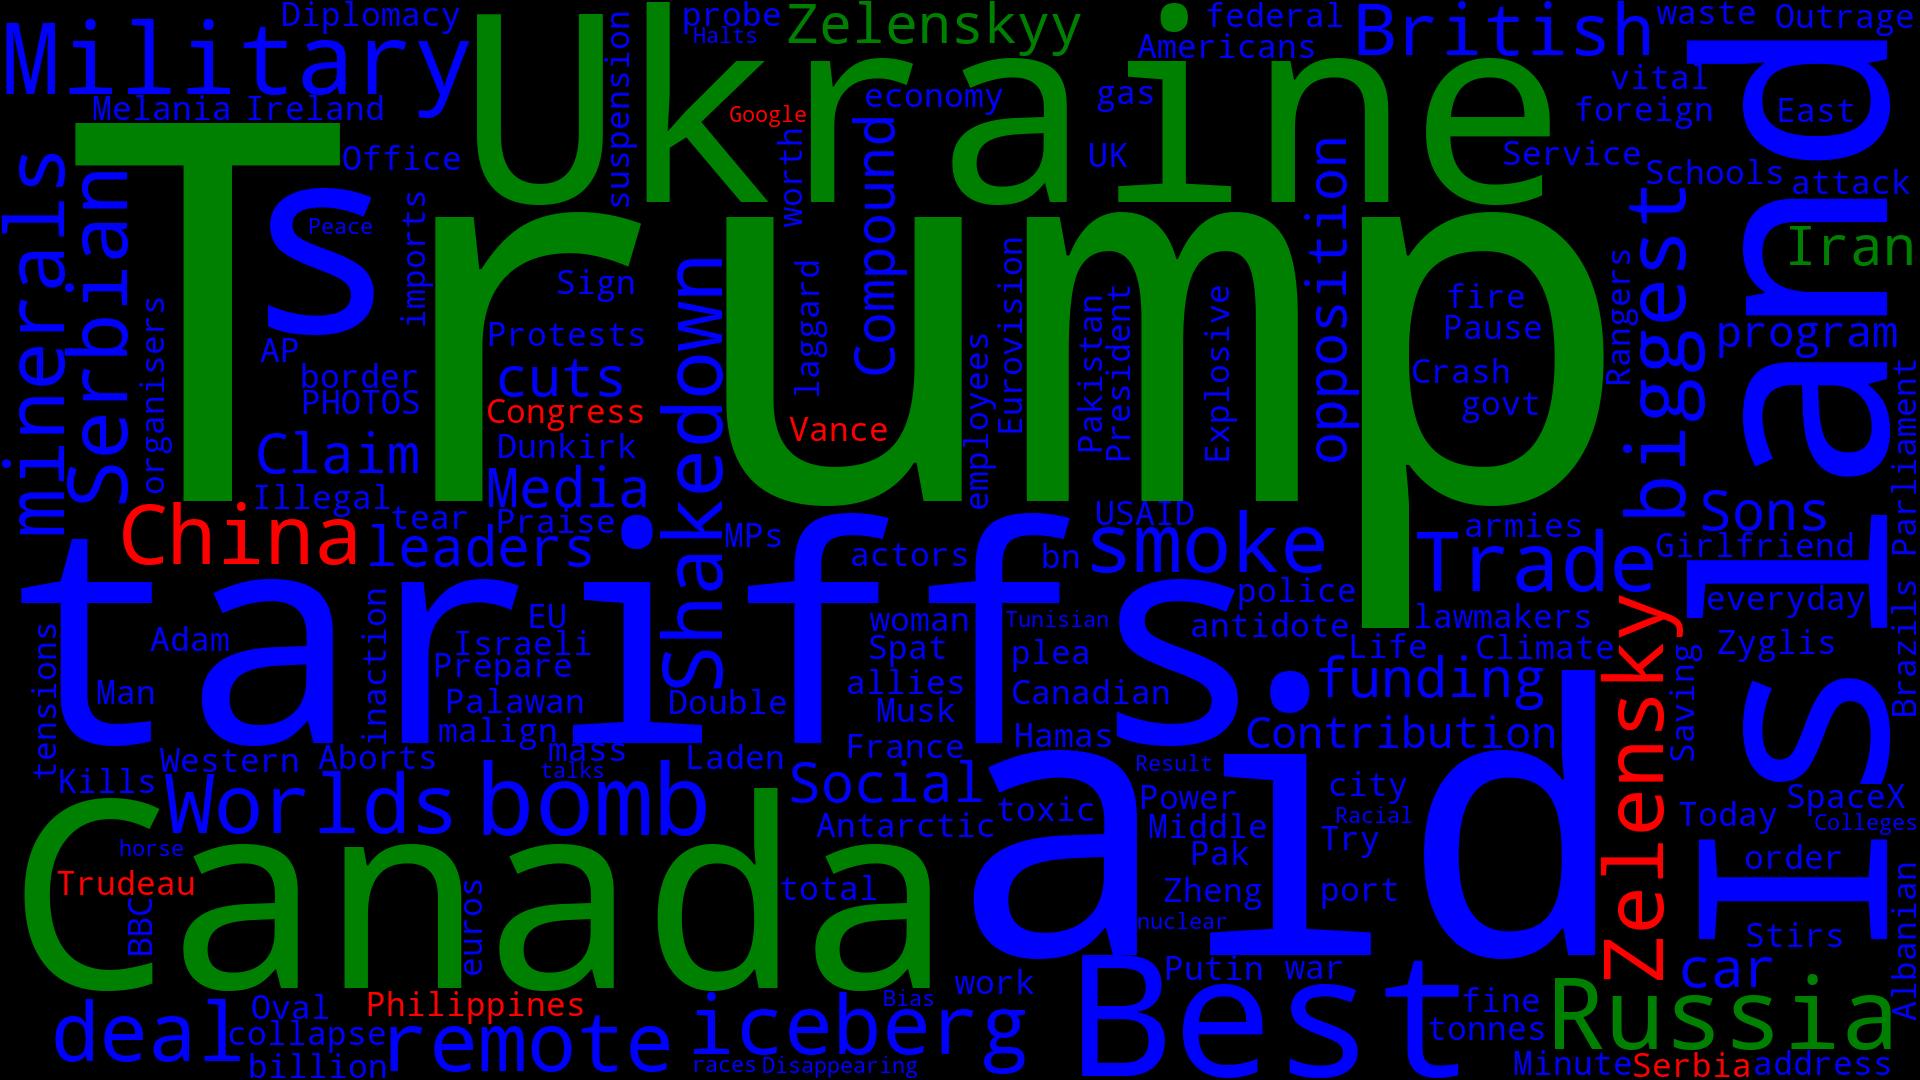 Diplomacy
probe
Halts
Zelenskyy
federal
Americans
British
waste
Outrage
Military
Ukraine
suspension
vital
foreign
East
Melania
Ireland
Google
economy
gas
Office
worth
Compound
UK
Service
Schools
attack
Island
minerals
Serbian
Trump
s
Peace
imports
Sign
Shakedown
laggard
Eurovision
employees
Pakistan
President
Explosive
opposition
fire
Pause
Crash
govt
Rangers
biggest
Iran
program
organisers
AP
border
PHOTOS
Protests
cuts
Congress
Dunkirk
Vance
Claim
Illegal
Media
tear
Praise
China
leaders
MPs
actors
bn
USAID
smoke
armies
Trade
Sons
Girlfriend
Parliament
tariffs
police
antidote
lawmakers
Life
Climate
everyday
Zyglis
Adam
Man
tensions
inaction
EU
Israeli
Prepare
Palawan
malign
mass
talks
Double
Laden
woman
Spat
allies
Musk
France
Tunisian
plea
Canadian
Hamas
funding
Contribution
Zelensky
Saving
Brazils
Western
Aborts
Kills
Worlds
bomb
Social
Antarctic
toxic
aid
Result
Power
Middle
Pak
Zheng
nuclear
city
Racial
Try
port
SpaceX
Today
Colleges
order
Canada
horse
Trudeau
BBC
euros
total
Stirs
car
Albanian
Putin
war
work
Best
Philippines
Oval
deal
collapse
billion
remote
iceberg
Bias
races
Disappearing
fine
tonnes
Russia
Minute
Serbia
address